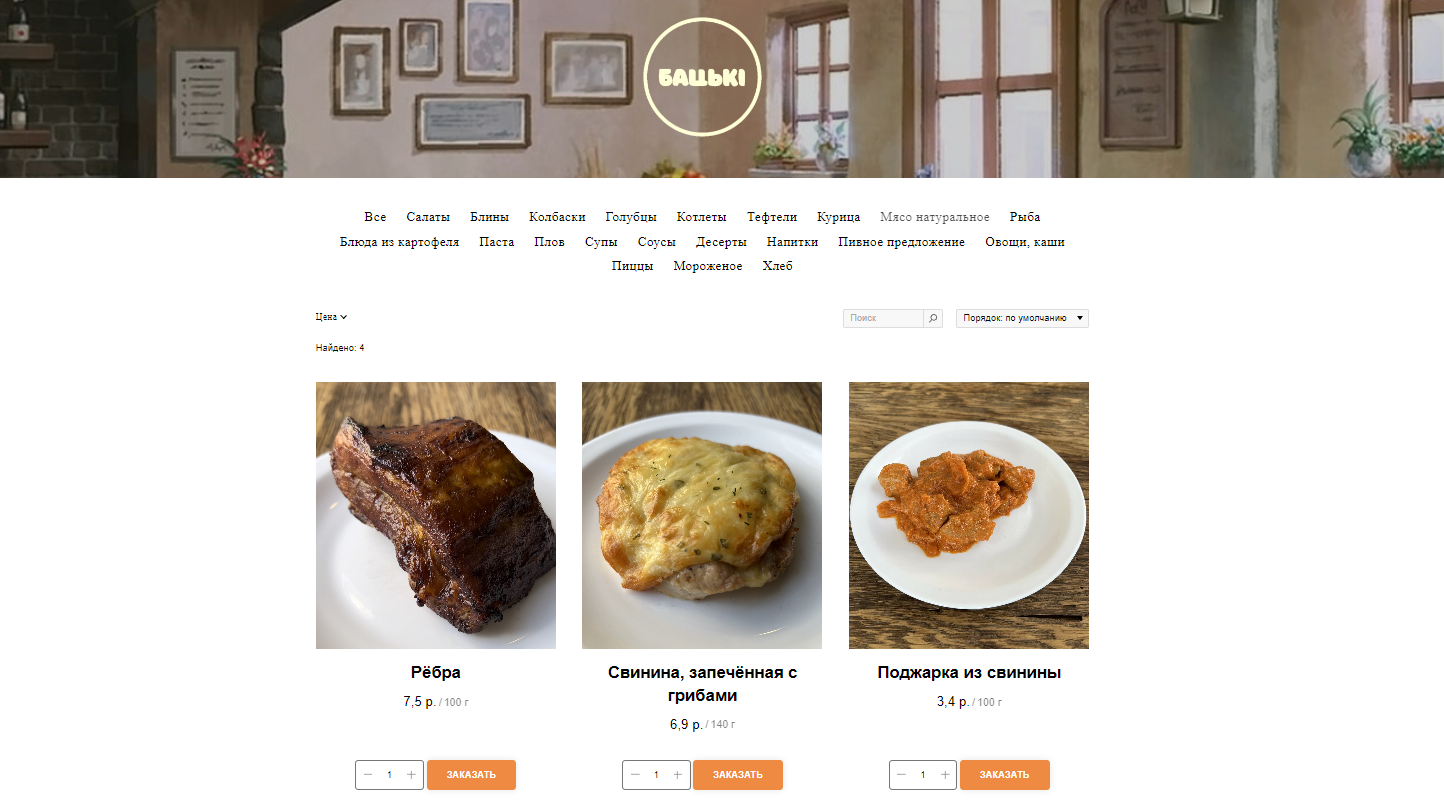 БАЦЬКІ
Все Салаты Блины Колбаски Голубцы Котлеты Тефтели Курица Мясо натуральное Рыба
Блюда из картофеля Паста Плов Супы Соусы Десерты Напитки Пивное предложение Овощи, каши
Пиццы Мороженое Хлеб
Цена Поиск Порядок: по умолчанию
Найдено: 4
Рёбра
7,5 р. / 100 г
− 1 + ЗАКАЗАТЬ
Свинина, запечённая с
грибами
6,9 р. / 140 г
− 1 + ЗАКАЗАТЬ
Поджарка из свинины
3,4 р. / 100 г
− 1 + ЗАКАЗАТЬ